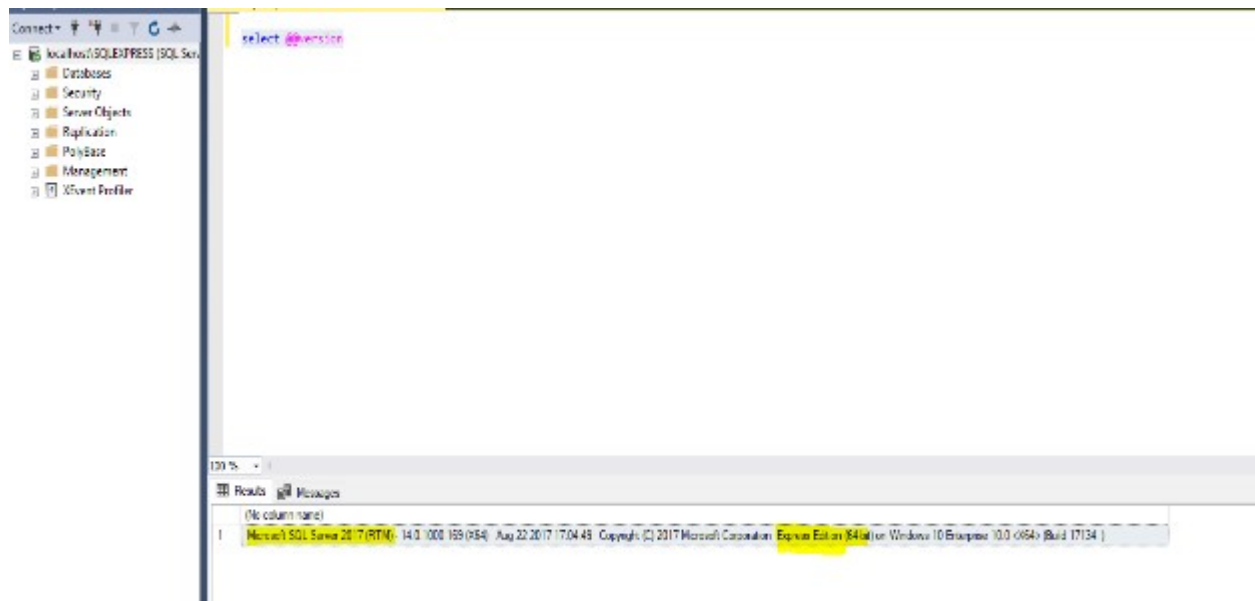 Connect
localhost\SQLEXPRESS (SQL Serv
Databases
Security
Server Objects
Replication
PolyBase
Management
XEvent Profiler
select @@version
100 %
Results Messages
(No column name)
1 Microsoft SQL Server 2017 (RTM) - 14.0.1000.169 (X64) Aug 22 2017 17:04:49 Copyright (C) 2017 Microsoft Corporation Express Edition (64-bit) on Windows 10 Enterprise 10.0 <X64> (Build 17134: )